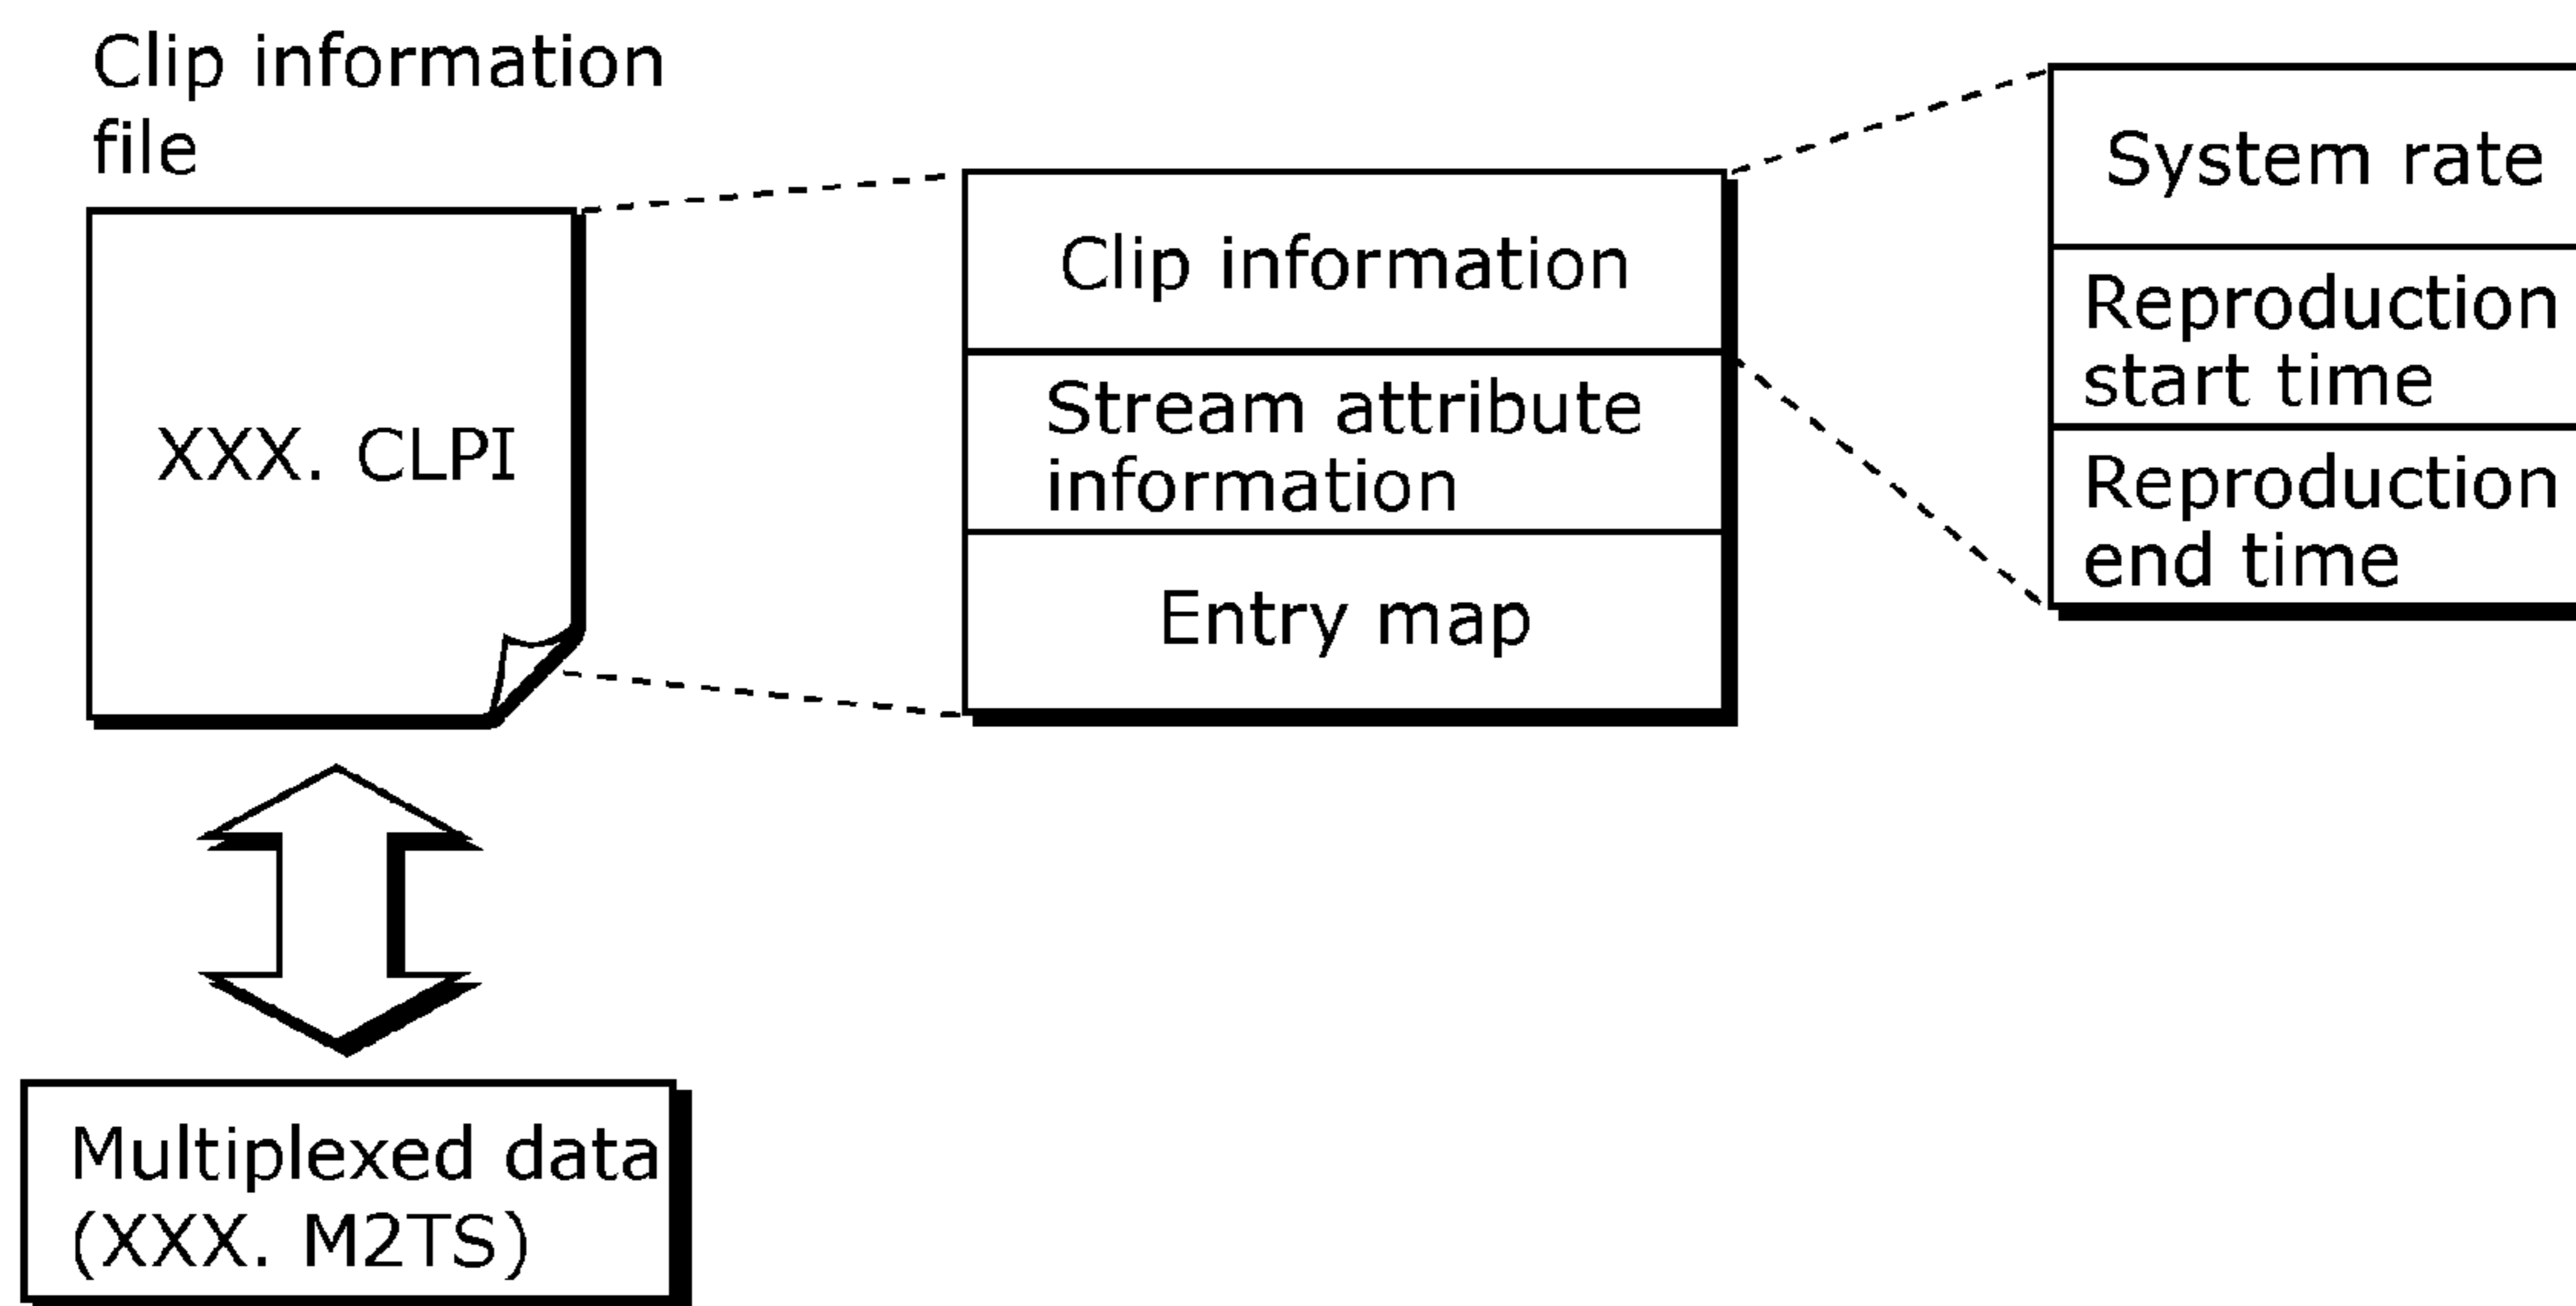 Clip information
file
XXX. CLPI
Clip information
Stream attribute
information
Entry map
System rate
Reproduction
start time
Reproduction
end time
Multiplexed data
(XXX. M2TS)